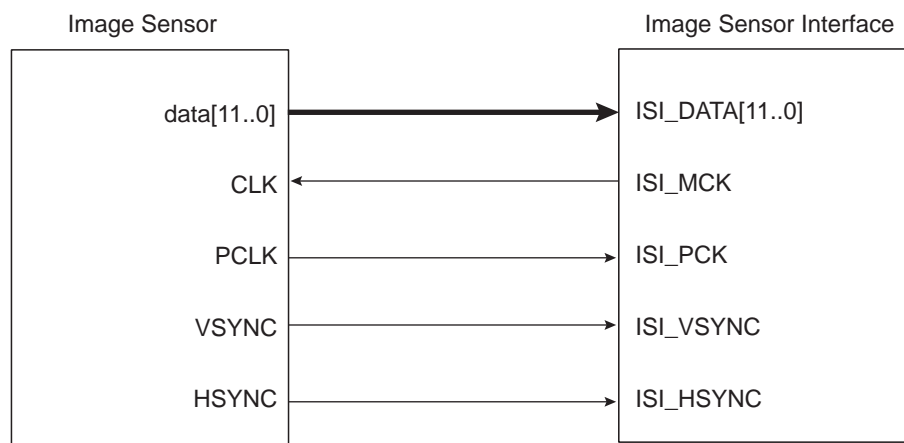 Image Sensor
Image Sensor Interface
data[11..0]
ISI_DATA[11..0]
CLK
ISI_MCK
PCLK
ISI_PCK
VSYNC
ISI_VSYNC
HSYNC
ISI_HSYNC